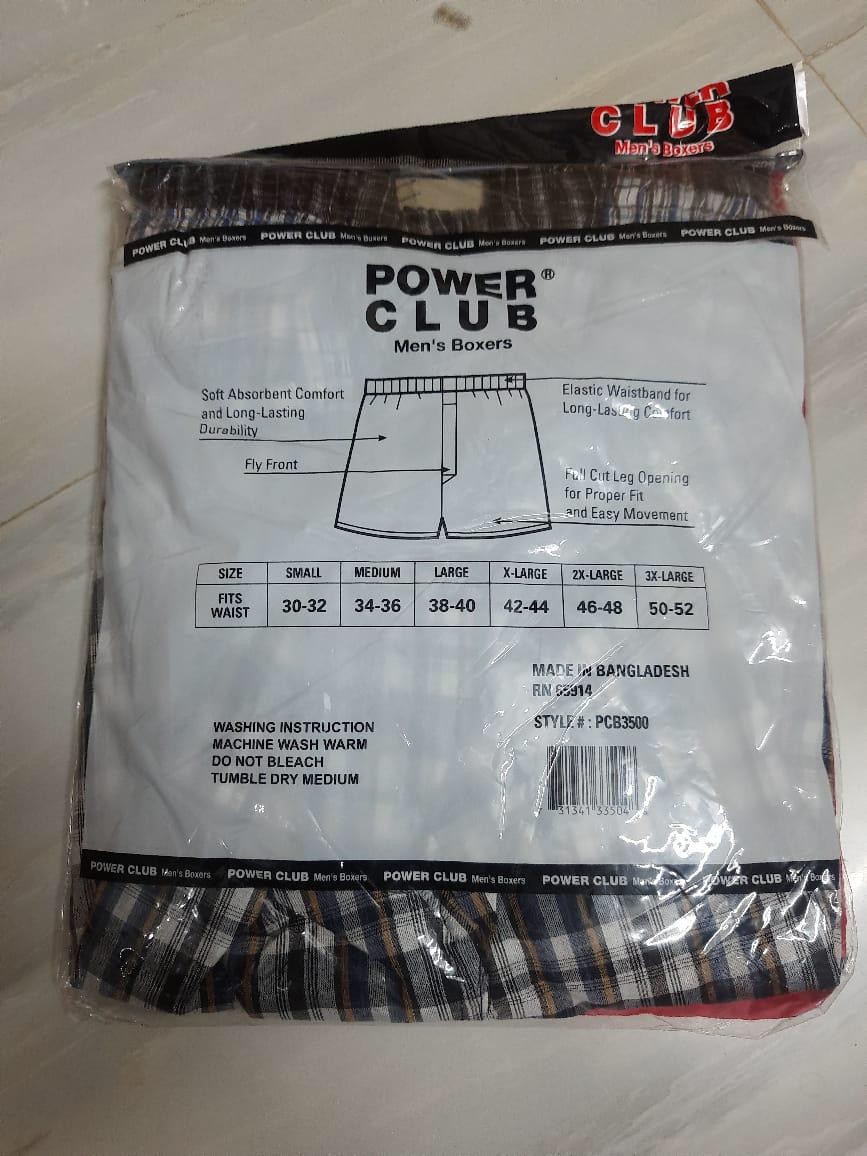 CLUB
Men's Boxers
POWER CLUB Men's Boxers POWER CLUB Men's Boxers POWER CLUB Men's Boxers POWER CLUB Men's Boxers POWER CLUB Men's Boxers
POWER®
CLUB
Men's Boxers
Soft Absorbent Comfort
and Long-Lasting
Durability
Fly Front
Elastic Waistband for
Long-Lasting Comfort
Full Cut Leg Opening
for Proper Fit
and Easy Movement
SIZE SMALL MEDIUM LARGE X-LARGE 2X-LARGE 3X-LARGE
FITS
WAIST 30-32 34-36 38-40 42-44 46-48 50-52
MADE IN BANGLADESH
RN
STYLE # : PCB3500
WASHING INSTRUCTION
MACHINE WASH WARM
DO NOT BLEACH
TUMBLE DRY MEDIUM
31341 33504
POWER CLUB Men's Boxers POWER CLUB Men's Boxers POWER CLUB Men's Boxers POWER CLUB Men's Boxers POWER CLUB Men's Boxers